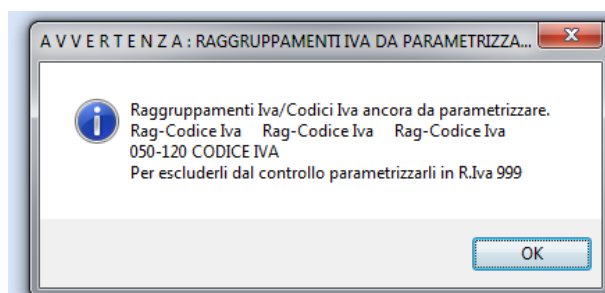 A V V E R T E N Z A : RAGGRUPPAMENTI IVA DA PARAMETRIZZA...
Raggruppamenti Iva/Codici Iva ancora da parametrizzare.
Rag-Codice Iva Rag-Codice Iva Rag-Codice Iva
050-120 CODICE IVA
Per escluderli dal controllo parametrizzarli in R.Iva 999
OK